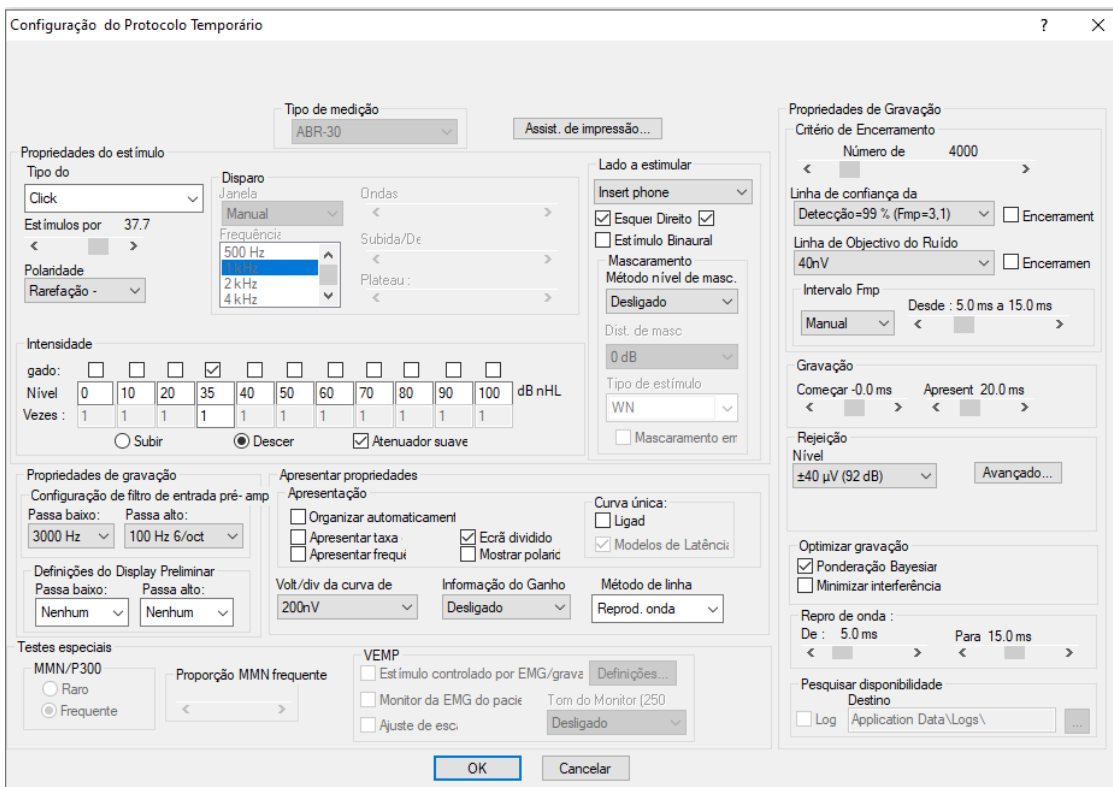 Configuração do Protocolo Temporário
?
Tipo de medição
ABR-30
Assist. de impressão...
Propriedades do estímulo
Tipo do
Click
Estímulos por 37.7
Polaridade
Rarefação -
Disparo
Janela
Manual
Frequência
500 Hz
1 kHz
2 kHz
4 kHz
Ondas
Subida/De
Plateau :
Lado a estimular
Insert phone
Esquer Direito
Estímulo Binaural
Mascaramento
Método nível de masc.
Desligado
Dist. de masc
0 dB
Tipo de estímulo
WN
Mascaramento em
Intensidade
gado:
Nível 0 10 20 35 40 50 60 70 80 90 100 dB nHL
Vezes : 1 1 1 1 1 1 1 1 1 1 1
Subir Descer Atenuador suave
Propriedades de gravação
Configuração de filtro de entrada pré- amp
Passa baixo: Passa alto:
3000 Hz 100 Hz 6/oct
Definições do Display Preliminar
Passa baixo: Passa alto:
Nenhum Nenhum
Apresentar propriedades
Apresentação
Organizar automaticament
Apresentar taxa Ecrã dividido
Apresentar frequê Mostrar polarid
Curva única:
Ligad
Modelos de Latência
Volt/div da curva de Informação do Ganho Método de linha
200nV Desligado Reprod. onda
Testes especiais
MMN/P300
Raro
Frequente
Proporção MMN frequente
VEMP
Estímulo controlado por EMG/grava Definições...
Monitor da EMG do pacie Tom do Monitor (250
Ajuste de esca Desligado
Propriedades de Gravação
Critério de Encerramento
Número de 4000
Linha de confiança da
Detecção=99 % (Fmp=3,1) Encerrament
Linha de Objectivo do Ruído
40nV Encerramen
Intervalo Fmp
Manual Desde : 5.0 ms a 15.0 ms
Gravação
Começar -0.0 ms Apresent 20.0 ms
Rejeição
Nível
±40 µV (92 dB) Avançado...
Optimizar gravação
Ponderação Bayesiar
Minimizar interferência
Repro de onda :
De : 5.0 ms Para 15.0 ms
Pesquisar disponibilidade
Destino
Log Application Data\Logs\ ...
OK Cancelar